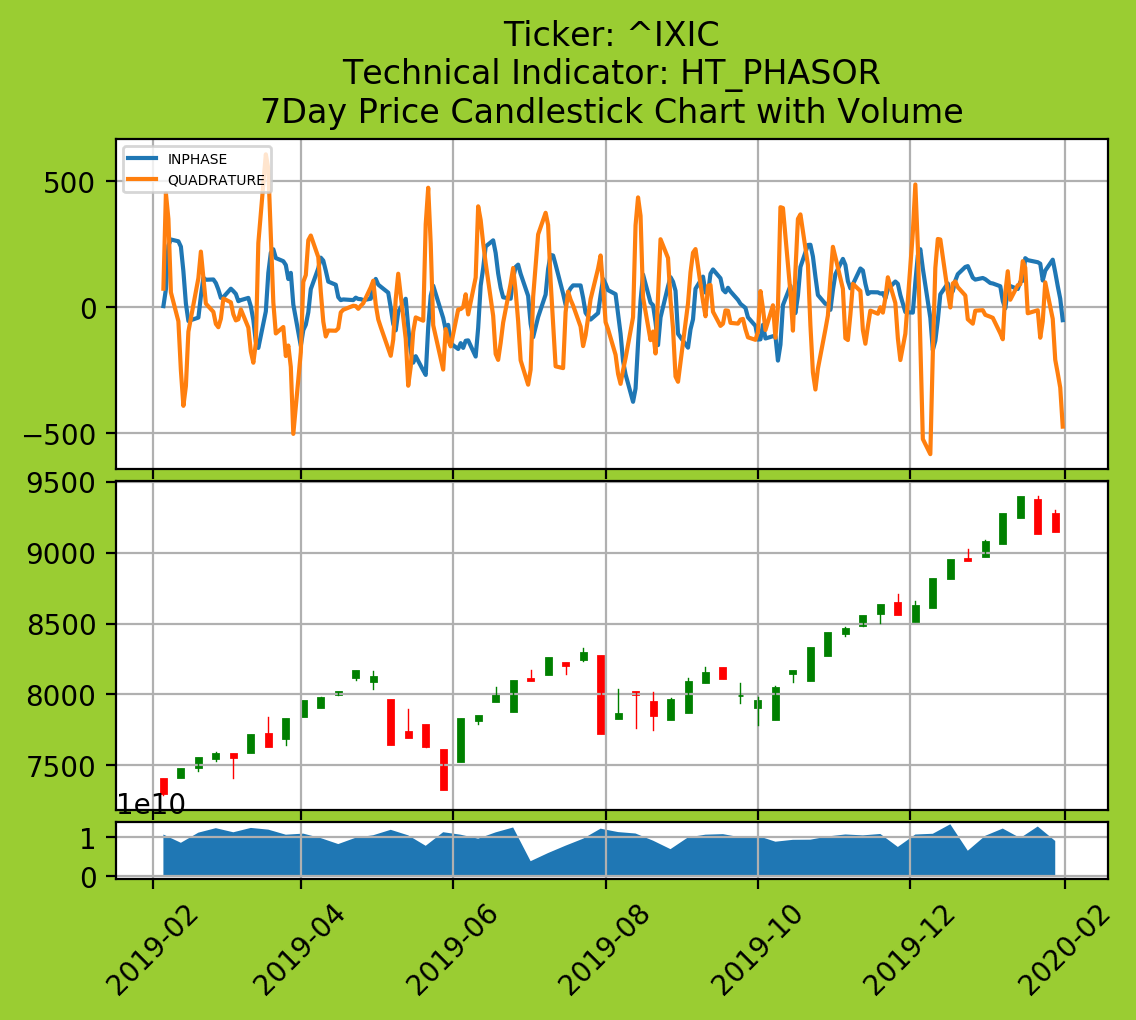 Ticker: ^IXIC
Technical Indicator: HT_PHASOR
7Day Price Candlestick Chart with Volume
INPHASE
QUADRATURE
500
0
−500
9500
9000
8500
8000
7500
1e10
1
0
2019-02
2019-04
2019-06
2019-08
2019-10
2019-12
2020-02